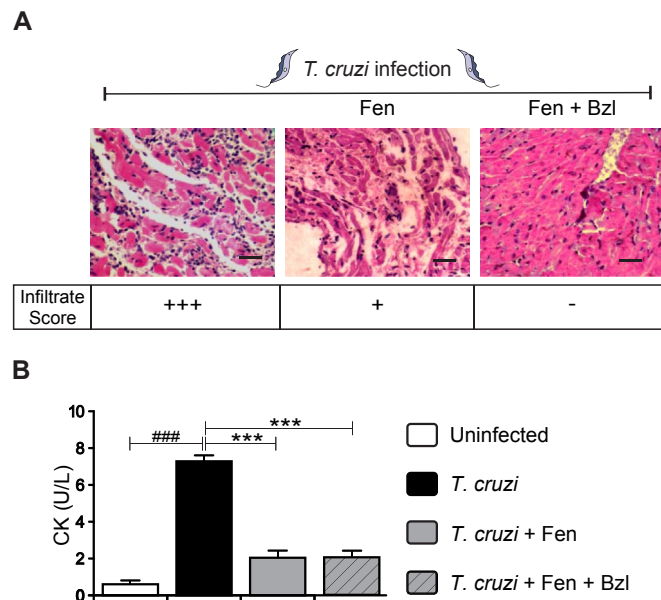 A
T. cruzi infection
Fen
Fen + Bzl
Infiltrate
Score
+++
+
-
B
10
8
6
4
2
0
CK (U/L)
###
***
***
Uninfected
T. cruzi
T. cruzi + Fen
T. cruzi + Fen + Bzl